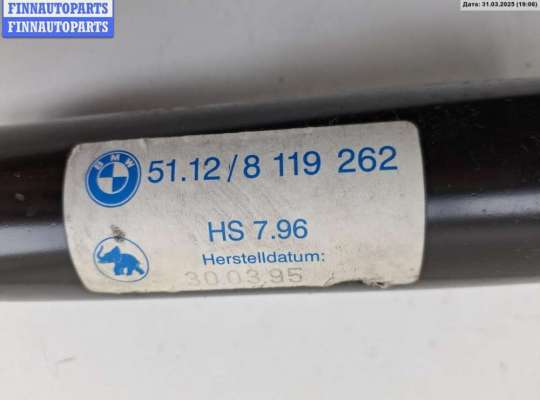 FINNAUTOPARTS
FINNAUTOPARTS
Дата: 31.03.2025 (19:06)
BMW
51.12/8 119 262
HS 7.96
Herstelldatum:
30.03.95